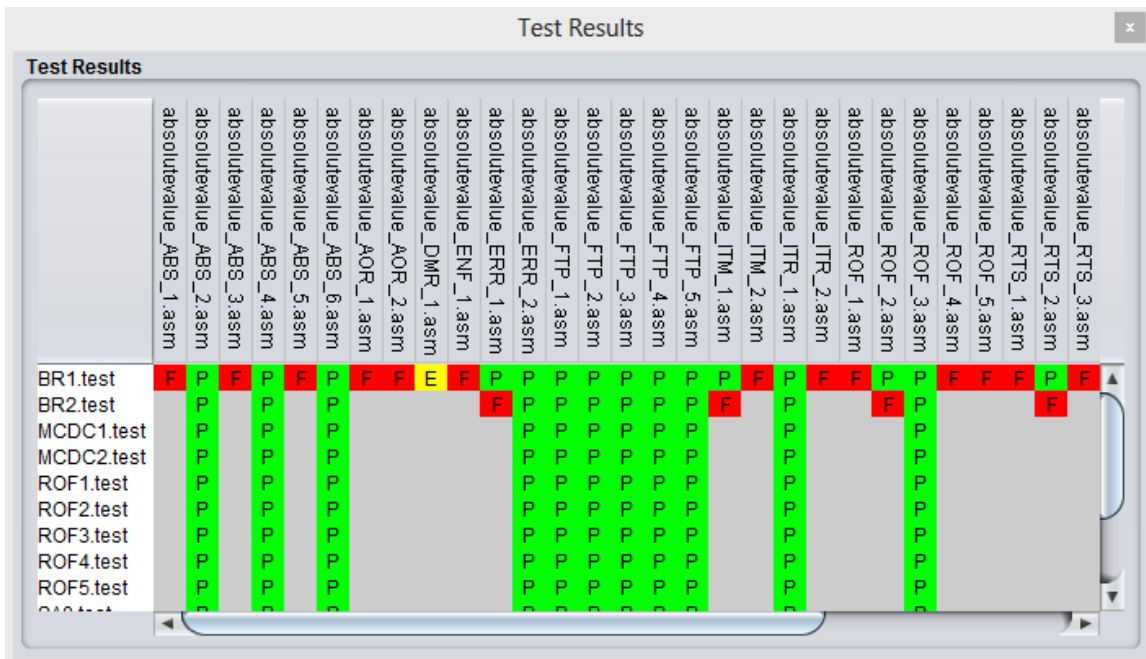 Test Results
x
Test Results
absolutevalue_ABS_1.asm
absolutevalue_ABS_2.asm
absolutevalue_ABS_3.asm
absolutevalue_ABS_4.asm
absolutevalue_ABS_5.asm
absolutevalue_ABS_6.asm
absolutevalue_AOR_1.asm
absolutevalue_AOR_2.asm
absolutevalue_DMR_1.asm
absolutevalue_ENF_1.asm
absolutevalue_ERR_1.asm
absolutevalue_ERR_2.asm
absolutevalue_FTP_1.asm
absolutevalue_FTP_2.asm
absolutevalue_FTP_3.asm
absolutevalue_FTP_4.asm
absolutevalue_FTP_5.asm
absolutevalue_ITM_1.asm
absolutevalue_ITM_2.asm
absolutevalue_ITR_1.asm
absolutevalue_ITR_2.asm
absolutevalue_ROF_1.asm
absolutevalue_ROF_2.asm
absolutevalue_ROF_3.asm
absolutevalue_ROF_4.asm
absolutevalue_ROF_5.asm
absolutevalue_RTS_1.asm
absolutevalue_RTS_2.asm
absolutevalue_RTS_3.asm
BR1.test F P F P F P F F E F P P P P P P P P F P F F P P F F F P F
BR2.test P P P F P P P P P P F P F P F
MCDC1.test P P P P P P P P P P P
MCDC2.test P P P P P P P P P P P
ROF1.test P P P P P P P P P P P
ROF2.test P P P P P P P P P P P
ROF3.test P P P P P P P P P P P
ROF4.test P P P P P P P P P P P
ROF5.test P P P P P P P P P P P